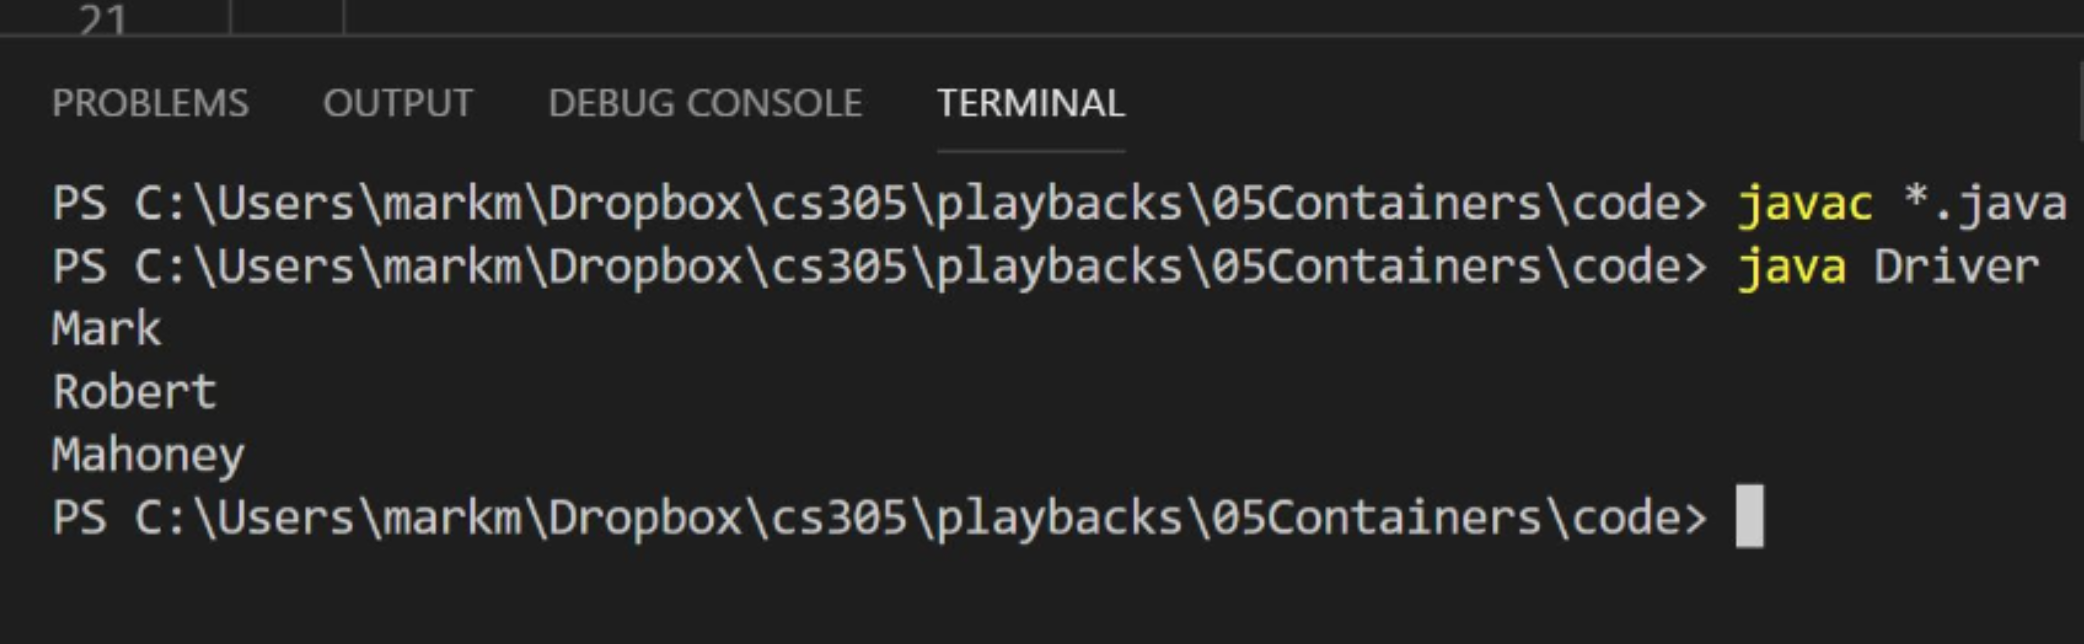 21
PROBLEMS OUTPUT DEBUG CONSOLE TERMINAL
PS C:\Users\markm\Dropbox\cs305\playbacks\05Containers\code> javac *.java
PS C:\Users\markm\Dropbox\cs305\playbacks\05Containers\code> java Driver
Mark
Robert
Mahoney
PS C:\Users\markm\Dropbox\cs305\playbacks\05Containers\code>